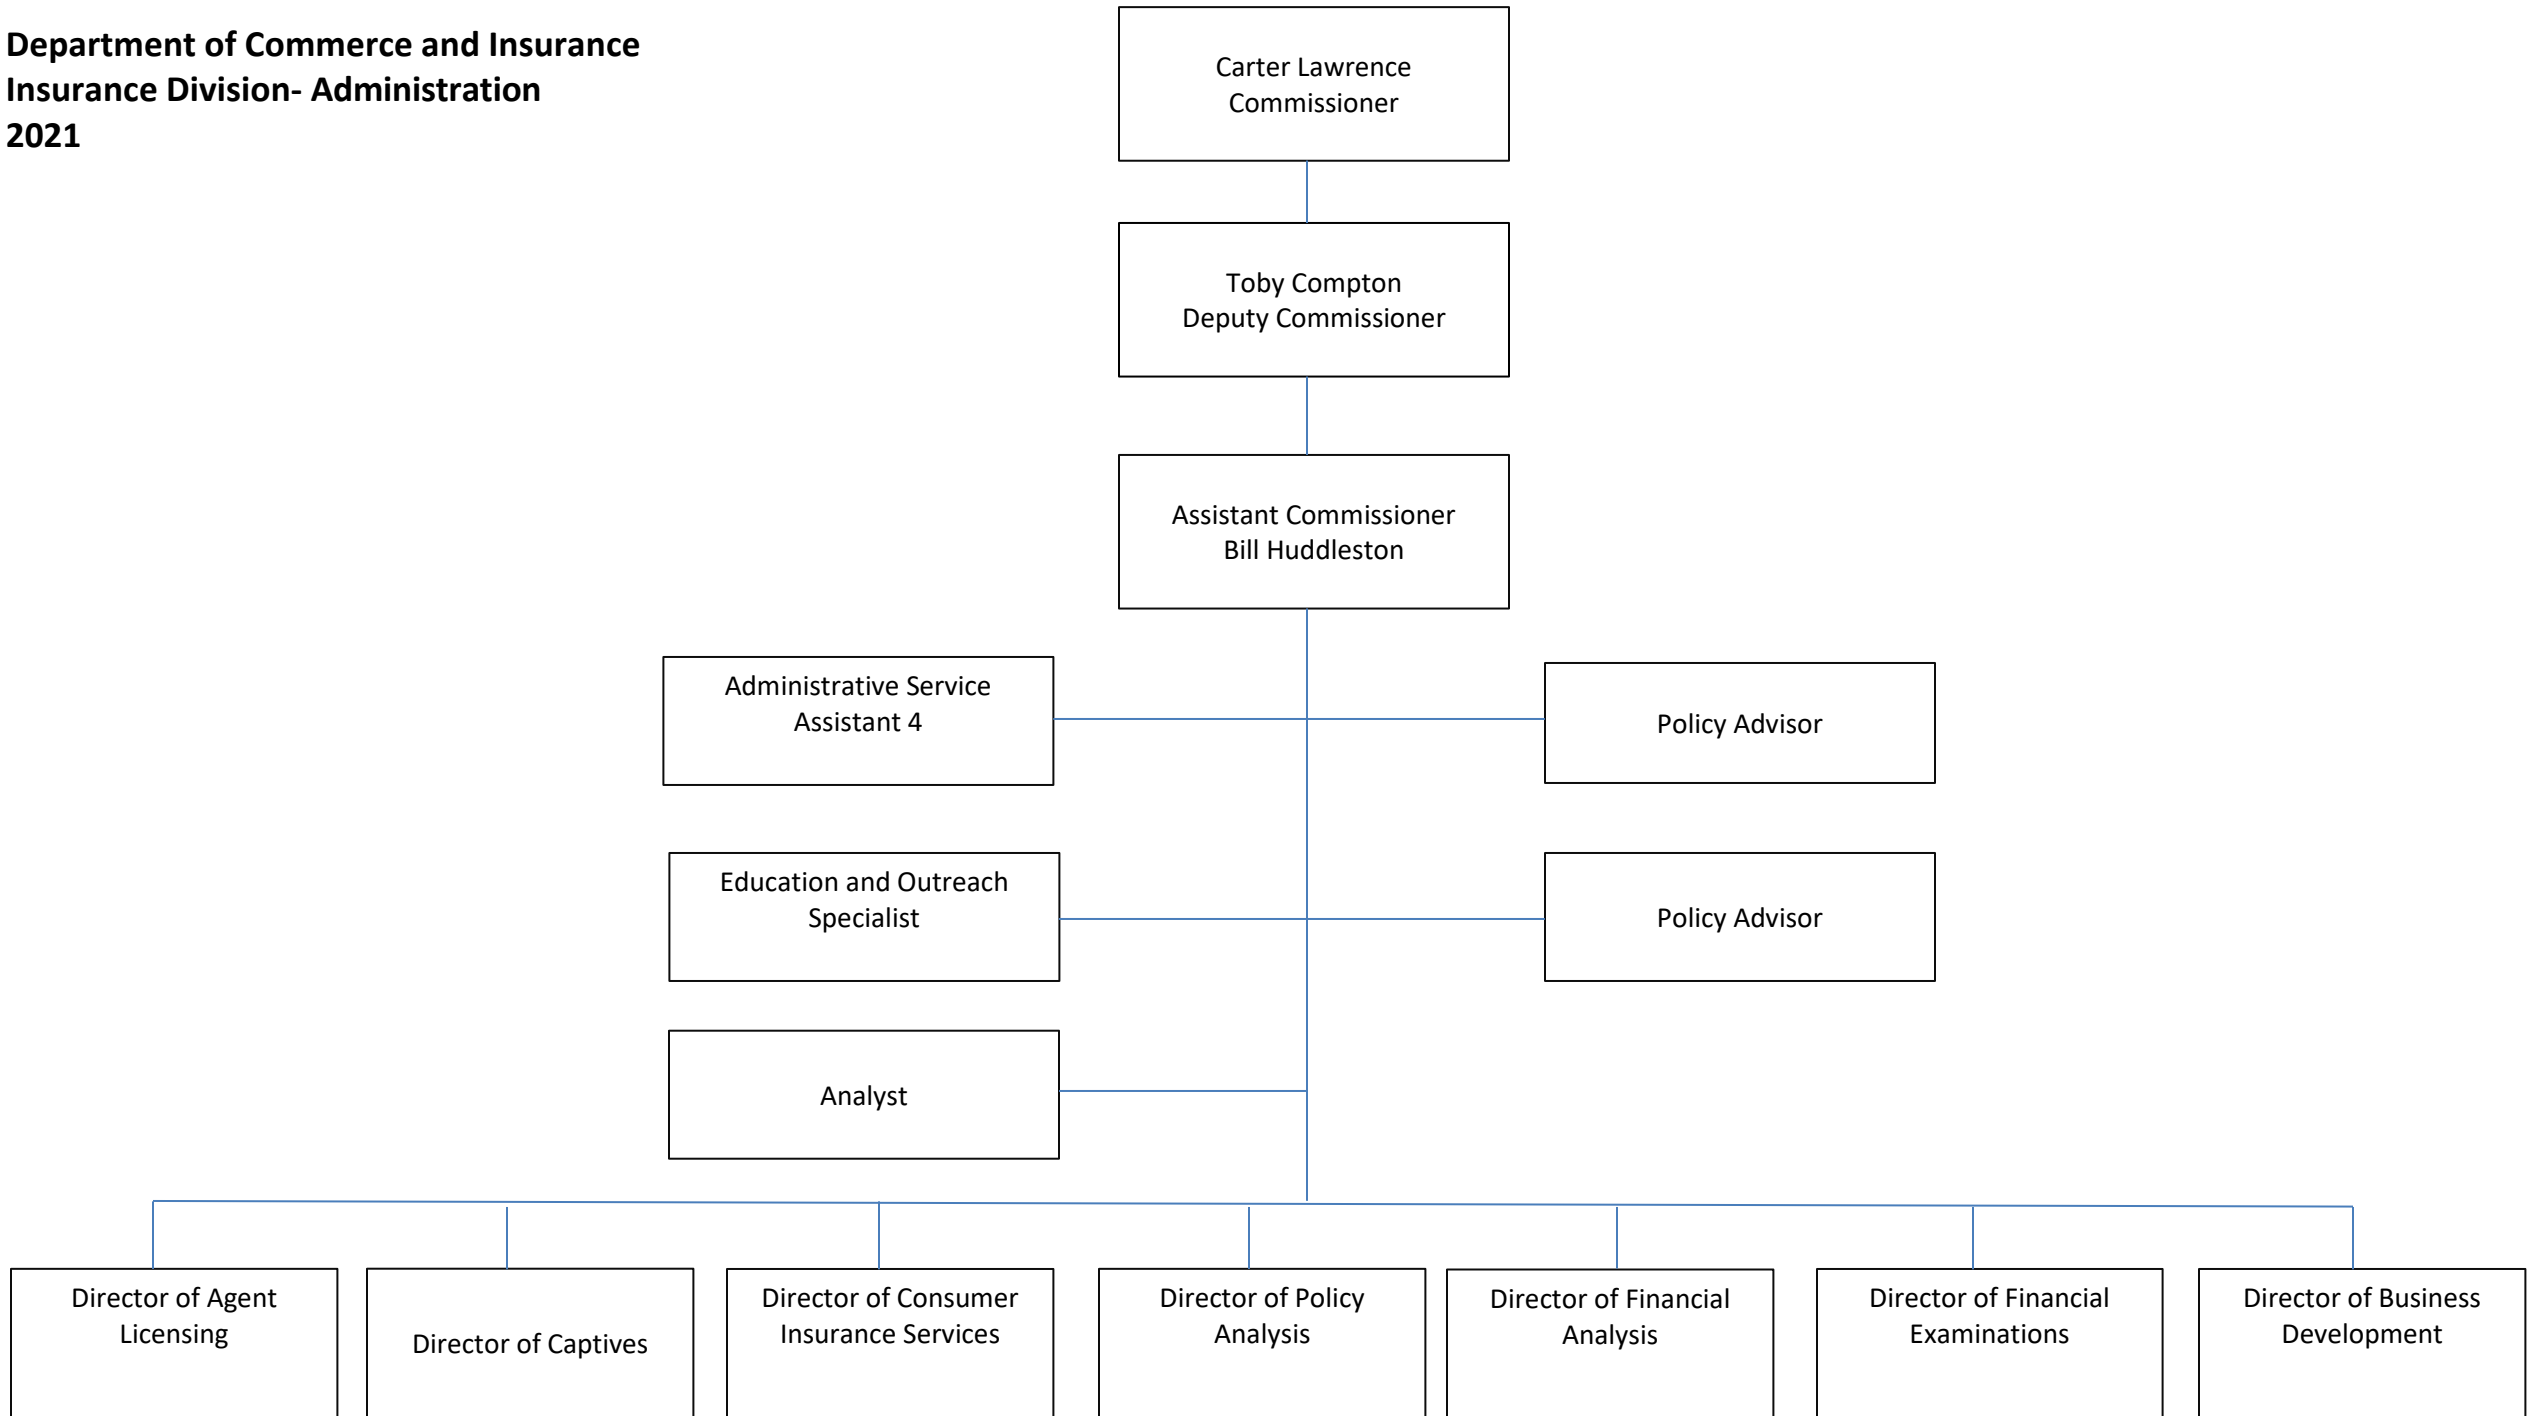 Department of Commerce and Insurance
Insurance Division- Administration
2021
Carter Lawrence
Commissioner
Toby Compton
Deputy Commissioner
Assistant Commissioner
Bill Huddleston
Administrative Service
Assistant 4
Policy Advisor
Education and Outreach
Specialist
Policy Advisor
Analyst
Director of Agent
Licensing
Director of Captives
Director of Consumer
Insurance Services
Director of Policy
Analysis
Director of Financial
Analysis
Director of Financial
Examinations
Director of Business
Development